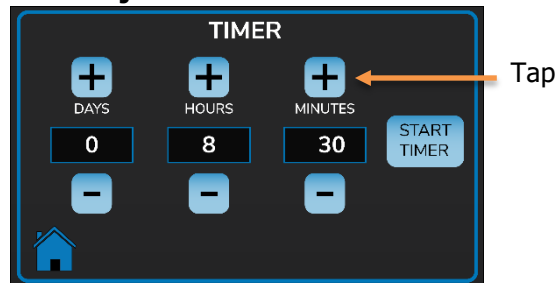 TIMER
+ + + Tap
DAYS HOURS MINUTES
0 8 30 START TIMER
- - -